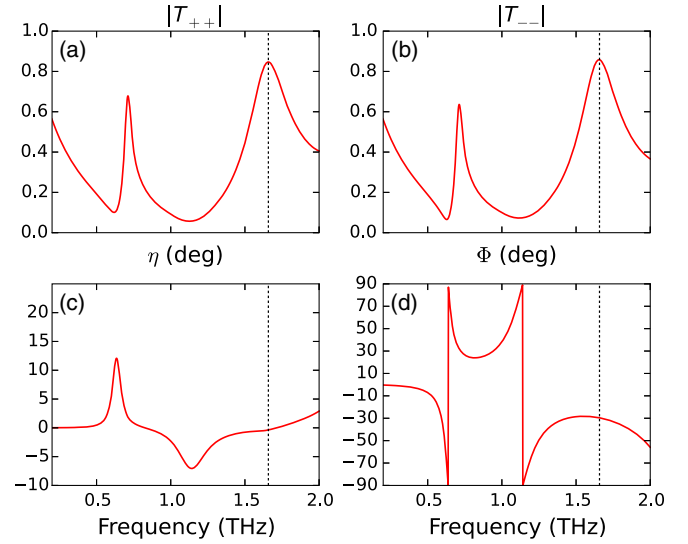 |T₊₊| |T₋₋|
(a) (b)
1.0 1.0
0.8 0.8
0.6 0.6
0.4 0.4
0.2 0.2
0.0 0.0
η (deg) Φ (deg)
(c) (d)
20 90
15 70
10 50
5 30
0 10
−5 −10
−10 −30
−50
−70
−90
0.5 1.0 1.5 2.0 0.5 1.0 1.5 2.0
Frequency (THz) Frequency (THz)